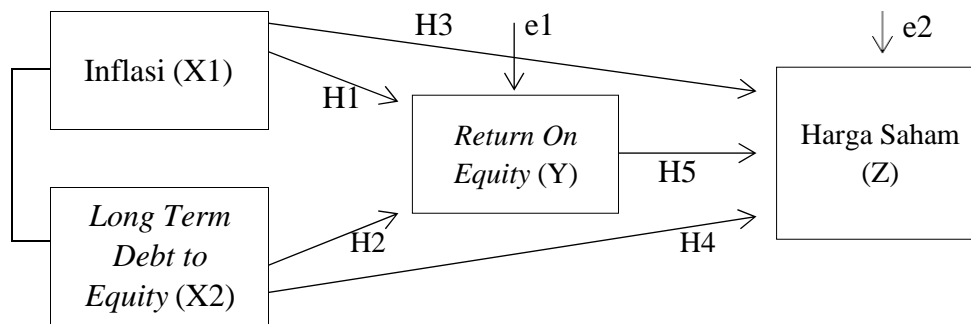 H3
e1
e2
Inflasi (X1)
H1
Return On
Equity (Y)
Harga Saham
(Z)
H5
Long Term
Debt to
Equity (X2)
H2
H4